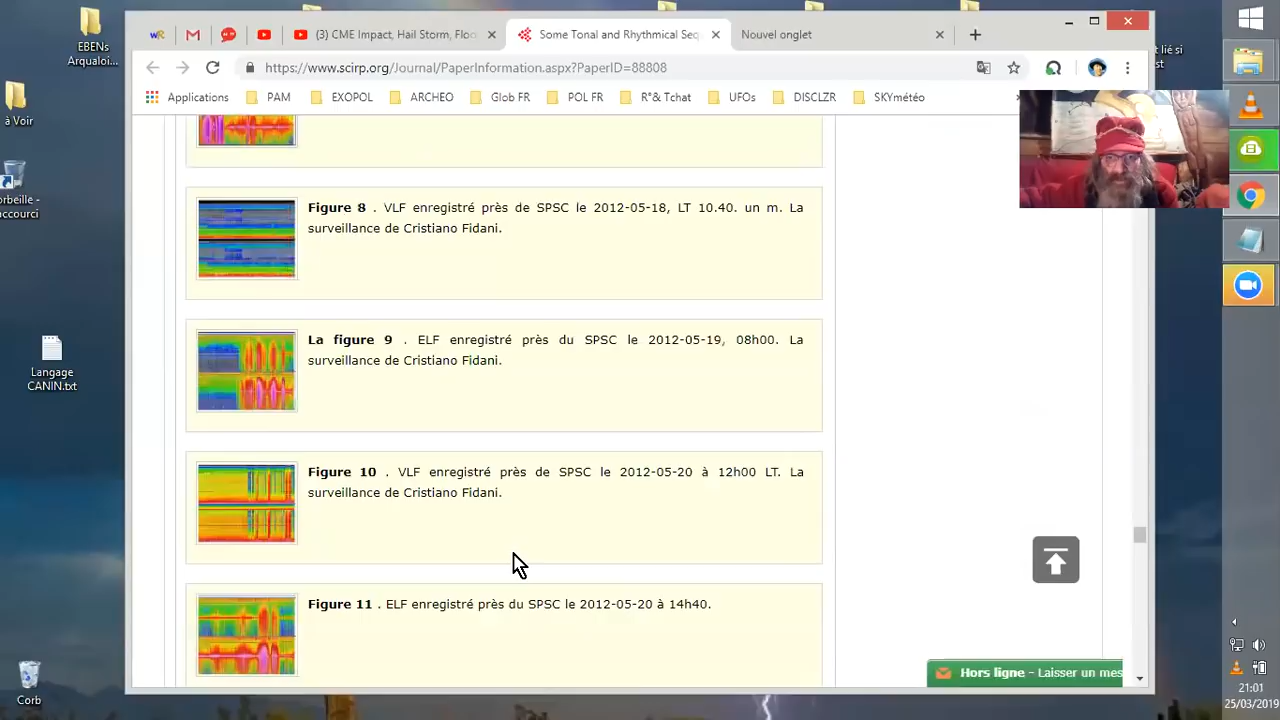 EBENs
Arqualoi...
à Voir
orbeille -
accourci
Langage
CANIN.txt
Corb
(3) CME Impact, Hail Storm, Floo
Some Tonal and Rhythmical Seq
Nouvel onglet
https://www.scirp.org/Journal/PaperInformation.aspx?PaperID=88808
Applications
PAM
EXOPOL
ARCHEO
Glob FR
POL FR
R°& Tchat
UFOs
DISCLZR
SKYmétéo
Figure 8 . VLF enregistré près de SPSC le 2012-05-18, LT 10.40. un m. La
surveillance de Cristiano Fidani.
La figure 9 . ELF enregistré près du SPSC le 2012-05-19, 08h00. La
surveillance de Cristiano Fidani.
Figure 10 . VLF enregistré près de SPSC le 2012-05-20 à 12h00 LT. La
surveillance de Cristiano Fidani.
Figure 11 . ELF enregistré près du SPSC le 2012-05-20 à 14h40.
Hors ligne - Laisser un mes
lié si
st
21:01
25/03/2019